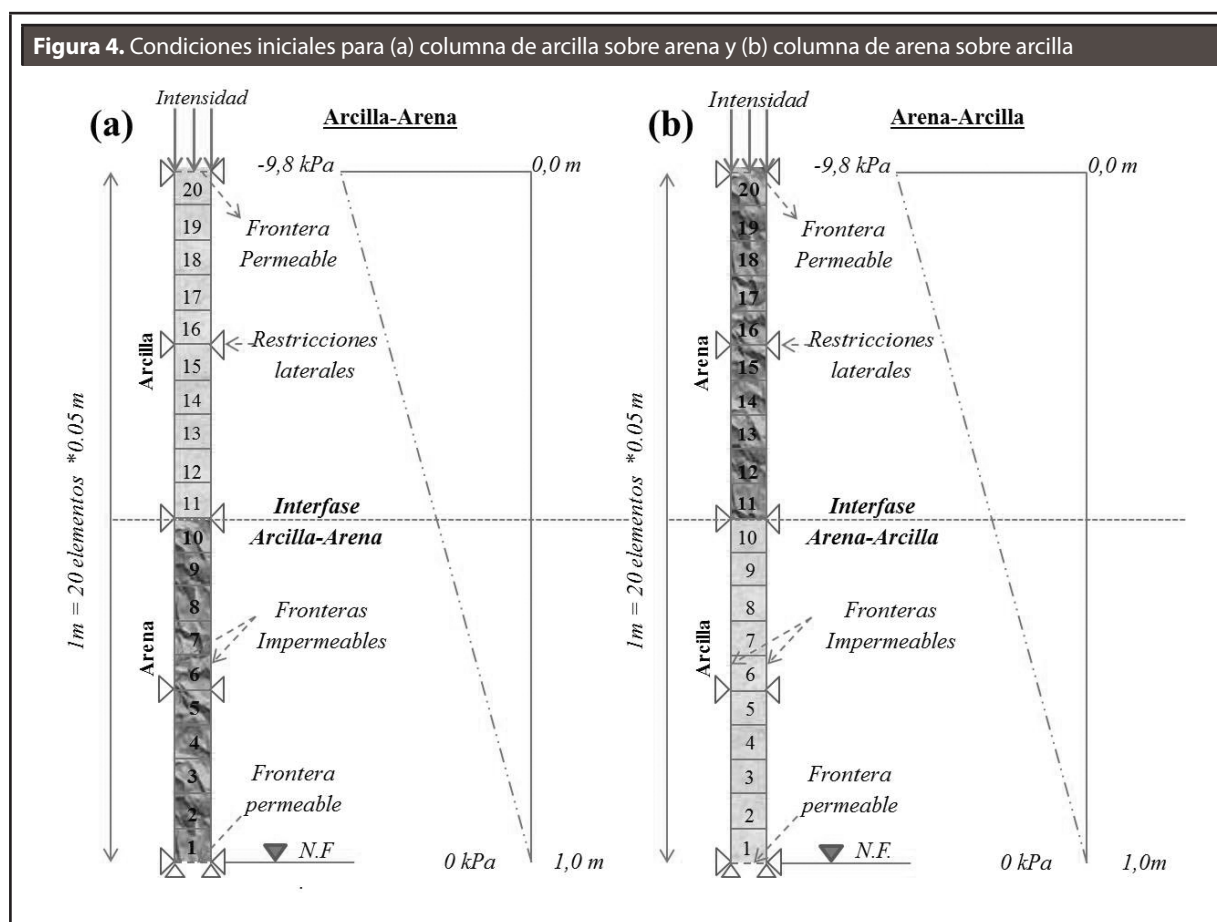 Figura 4. Condiciones iniciales para (a) columna de arcilla sobre arena y (b) columna de arena sobre arcilla
(a)
Intensidad
Arcilla-Arena
-9,8 kPa
0,0 m
20
19
18
17
16
15
14
13
12
11
10
9
8
7
6
5
4
3
2
1
Frontera
Permeable
Restricciones
laterales
Arcilla
1m = 20 elementos *0.05 m
Interfase
Arcilla-Arena
Fronteras
Impermeables
Arena
Frontera
permeable
N.F
0 kPa
1,0 m
(b)
Intensidad
Arena-Arcilla
-9,8 kPa
0,0 m
20
19
18
17
16
15
14
13
12
11
10
9
8
7
6
5
4
3
2
1
Frontera
Permeable
Restricciones
laterales
Arena
1m = 20 elementos *0.05 m
Interfase
Arena-Arcilla
Fronteras
Impermeables
Arcilla
Frontera
permeable
N.F.
0 kPa
1,0m